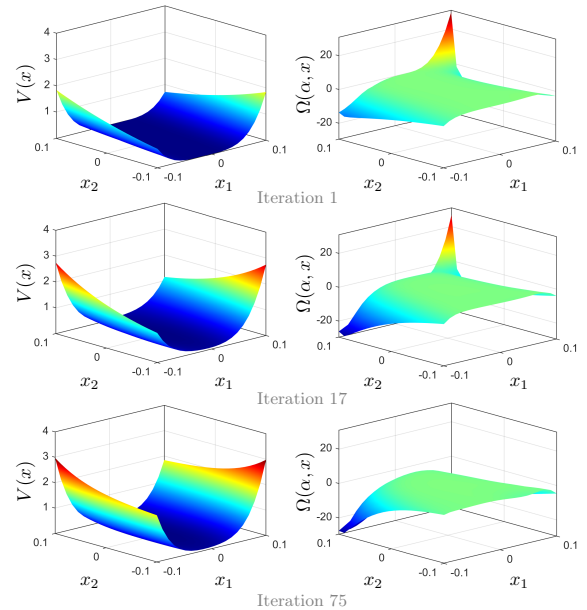 4
3
2
1
V(x)
0.1
0
-0.1
x₂
-0.1
0
0.1
x₁
20
0
-20
Ω(α, x)
0.1
0
-0.1
x₂
-0.1
0
0.1
x₁
Iteration 1
4
3
2
1
V(x)
0.1
0
-0.1
x₂
-0.1
0
0.1
x₁
20
0
-20
Ω(α, x)
0.1
0
-0.1
x₂
-0.1
0
0.1
x₁
Iteration 17
4
3
2
1
V(x)
0.1
0
-0.1
x₂
-0.1
0
0.1
x₁
20
0
-20
Ω(α, x)
0.1
0
-0.1
x₂
-0.1
0
0.1
x₁
Iteration 75